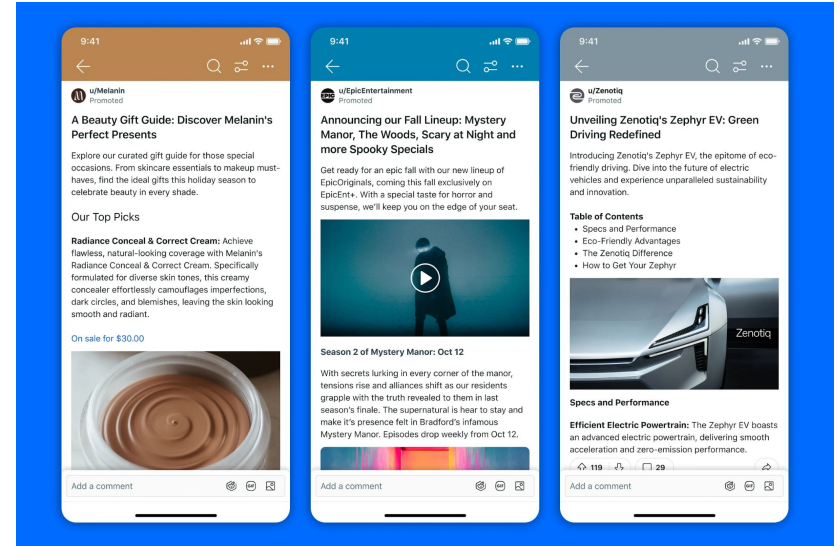 9:41
u/Melanin
Promoted
A Beauty Gift Guide: Discover Melanin's
Perfect Presents
Explore our curated gift guide for those special
occasions. From skincare essentials to makeup must-
haves, find the ideal gifts this holiday season to
celebrate beauty in every shade.
Our Top Picks
Radiance Conceal & Correct Cream: Achieve
flawless, natural-looking coverage with Melanin's
Radiance Conceal & Correct Cream. Specifically
formulated for diverse skin tones, this creamy
concealer effortlessly camouflages imperfections,
dark circles, and blemishes, leaving the skin looking
smooth and radiant.
On sale for $30.00
Add a comment
GIF
9:41
EPIC
u/EpicEntertainment
Promoted
Announcing our Fall Lineup: Mystery
Manor, The Woods, Scary at Night and
more Spooky Specials
Get ready for an epic fall with our new lineup of
EpicOriginals, coming this fall exclusively on
EpicEnt+. With a special taste for horror and
suspense, we'll keep you on the edge of your seat.
Season 2 of Mystery Manor: Oct 12
With secrets lurking in every corner of the manor,
tensions rise and alliances shift as our residents
grapple with the truth revealed to them in last
season's finale. The supernatural is hear to stay and
make it's presence felt in Bradford's infamous
Mystery Manor. Episodes drop weekly from Oct 12.
Add a comment
GIF
9:41
u/Zenotiq
Promoted
Unveiling Zenotiq's Zephyr EV: Green
Driving Redefined
Introducing Zenotiq's Zephyr EV, the epitome of eco-
friendly driving. Dive into the future of electric
vehicles and experience unparalleled sustainability
and innovation.
Table of Contents
• Specs and Performance
• Eco-Friendly Advantages
• The Zenotiq Difference
• How to Get Your Zephyr
Zenotiq
Specs and Performance
Efficient Electric Powertrain: The Zephyr EV boasts
an advanced electric powertrain, delivering smooth
acceleration and zero-emission performance.
119 29
Add a comment
GIF